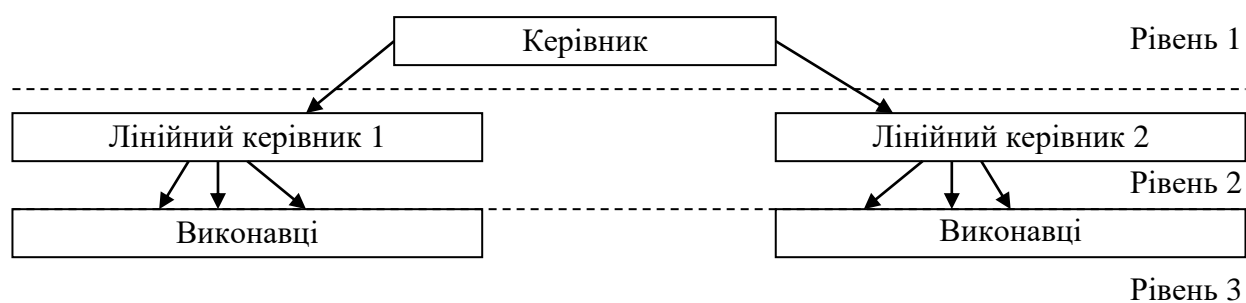 Керівник
Рівень 1
Лінійний керівник 1
Лінійний керівник 2
Рівень 2
Виконавці
Виконавці
Рівень 3